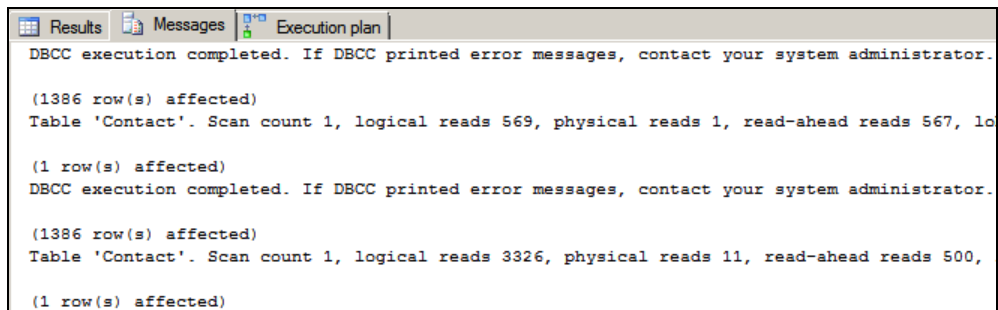 Results Messages Execution plan
DBCC execution completed. If DBCC printed error messages, contact your system administrator.
(1386 row(s) affected)
Table 'Contact'. Scan count 1, logical reads 569, physical reads 1, read-ahead reads 567, lo
(1 row(s) affected)
DBCC execution completed. If DBCC printed error messages, contact your system administrator.
(1386 row(s) affected)
Table 'Contact'. Scan count 1, logical reads 3326, physical reads 11, read-ahead reads 500,
(1 row(s) affected)